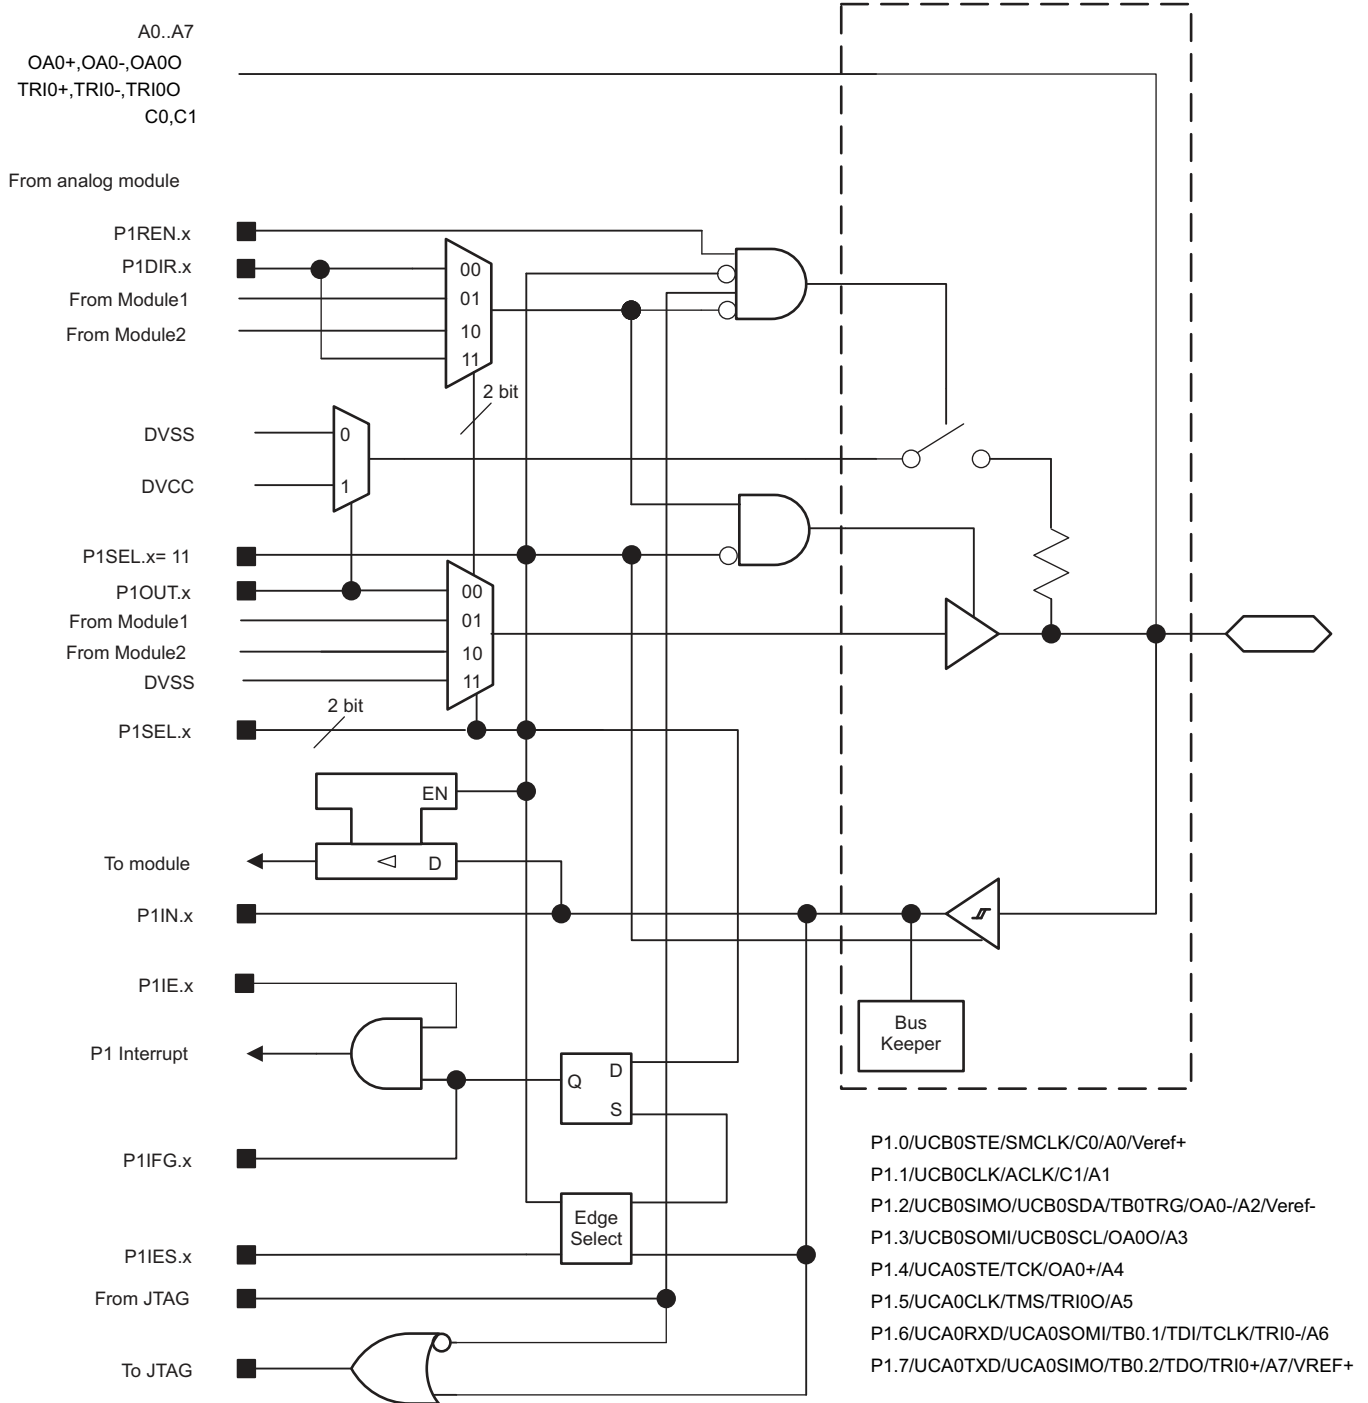 A0..A7
OA0+,OA0-,OA0O
TRI0+,TRI0-,TRI0O
C0,C1
From analog module
P1REN.x
P1DIR.x
From Module1
From Module2
00
01
10
11
2 bit
DVSS
DVCC
0
1
P1SEL.x= 11
P1OUT.x
From Module1
From Module2
DVSS
00
01
10
11
P1SEL.x
2 bit
EN
To module
D
P1IN.x
P1IE.x
Bus
Keeper
P1 Interrupt
Q
D
S
P1IFG.x
Edge
Select
P1IES.x
From JTAG
To JTAG
P1.0/UCB0STE/SMCLK/C0/A0/Veref+
P1.1/UCB0CLK/ACLK/C1/A1
P1.2/UCB0SIMO/UCB0SDA/TB0TRG/OA0-/A2/Veref-
P1.3/UCB0SOMI/UCB0SCL/OA0O/A3
P1.4/UCA0STE/TCK/OA0+/A4
P1.5/UCA0CLK/TMS/TRI0O/A5
P1.6/UCA0RXD/UCA0SOMI/TB0.1/TDI/TCLK/TRI0-/A6
P1.7/UCA0TXD/UCA0SIMO/TB0.2/TDO/TRI0+/A7/VREF+